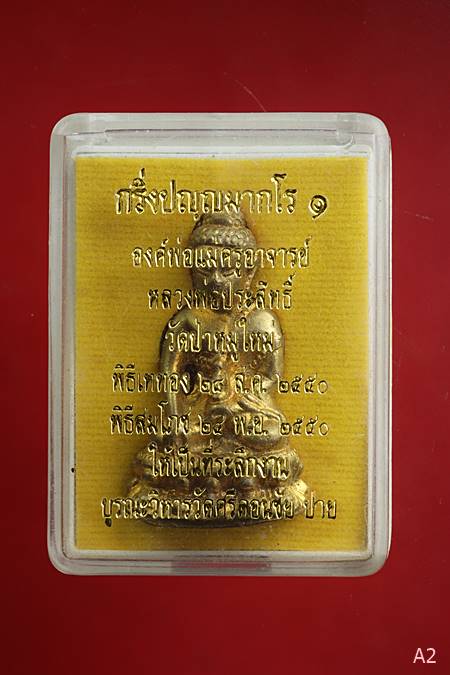 กริ่งปญฺญมากโร ๑
องค์พ่อแม่ครูอาจารย์
หลวงพ่อประสิทธิ์
วัดป่าหมู่ใหม่
พิธีเททอง ๒๘ ส.ค. ๒๕๕๐
พิธีสมโภช ๒๕ พ.ย. ๒๕๕๐
ให้เป็นที่ระลึกงาน
บูรณะวิหารวัดศรีดอนชัย ปาย
A2